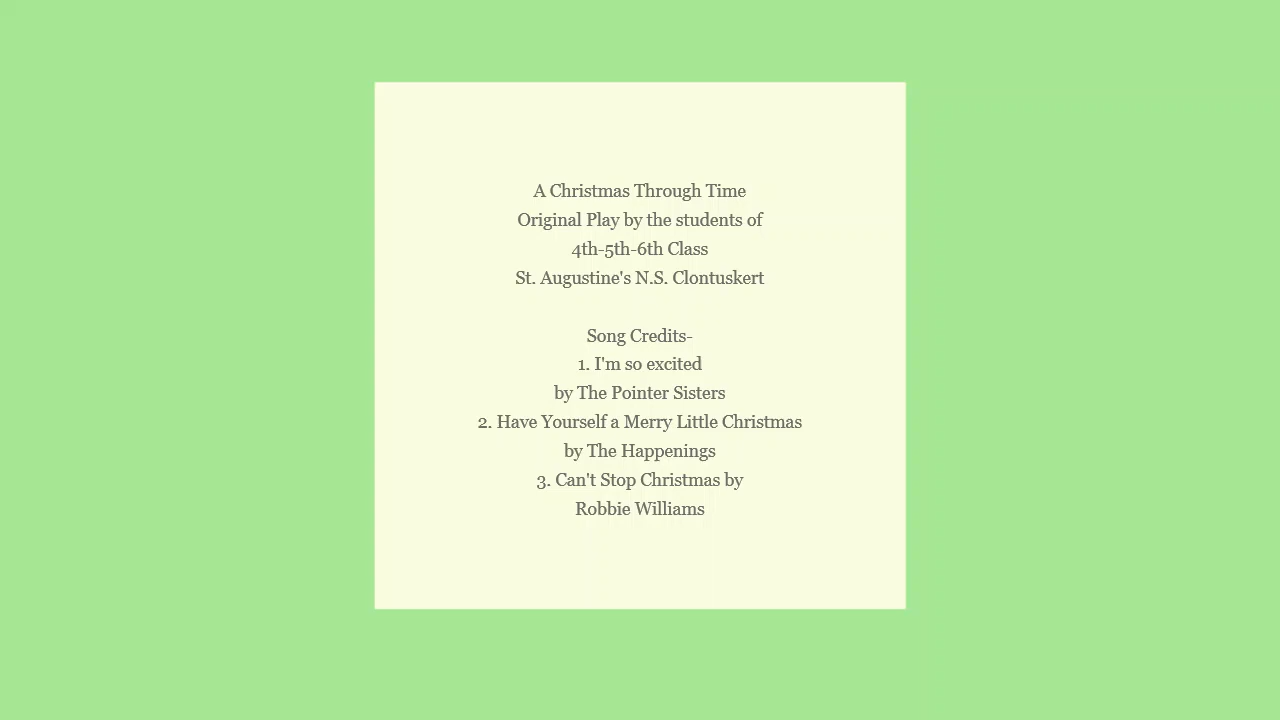 A Christmas Through Time
Original Play by the students of
4th-5th-6th Class
St. Augustine's N.S. Clontuskert
Song Credits-
1. I'm so excited
by The Pointer Sisters
2. Have Yourself a Merry Little Christmas
by The Happenings
3. Can't Stop Christmas by
Robbie Williams